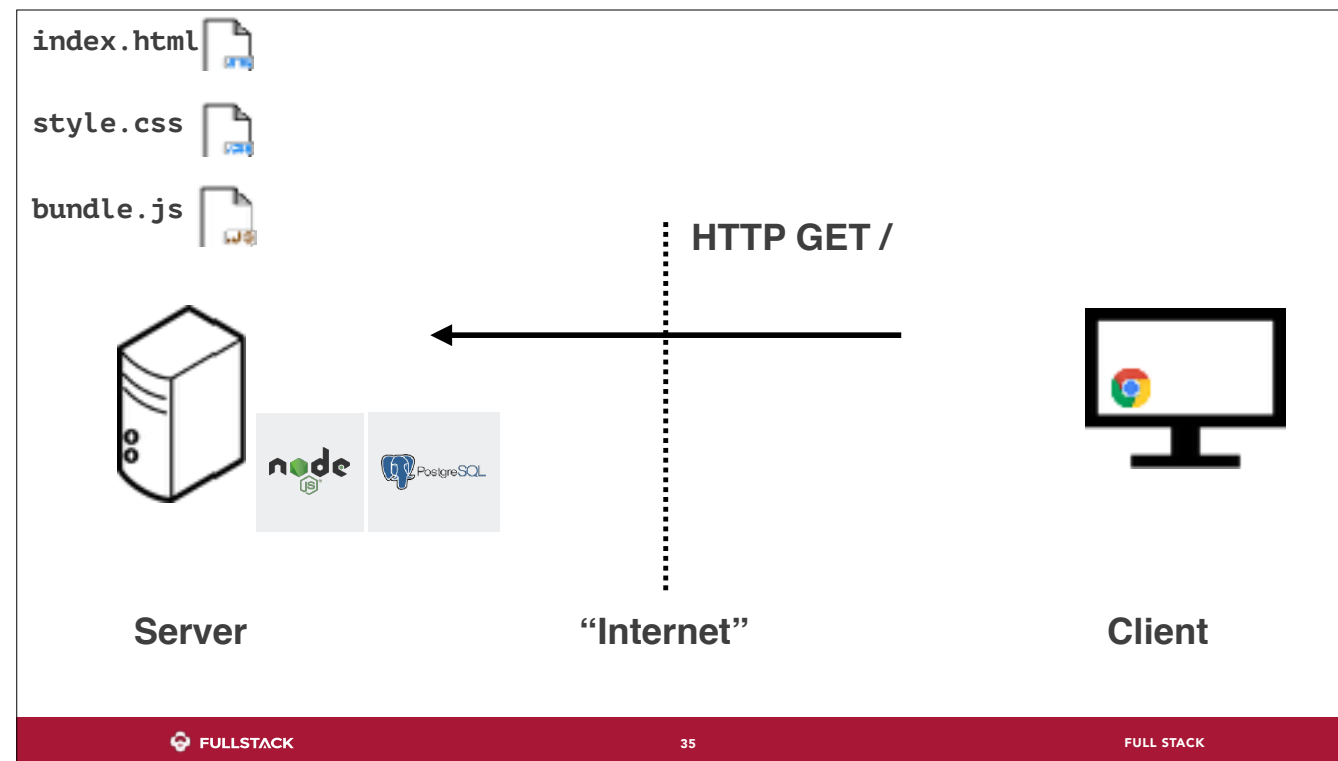 index.html
style.css
bundle.js
HTTP GET /
node
JS
PostgreSQL
Server
“Internet”
Client
FULLSTACK
35
FULL STACK